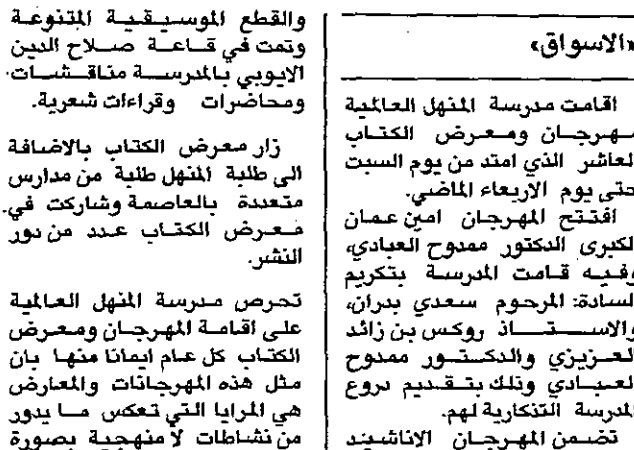 «الاسواق»
اقامت مدرسة المنهل العالمية
مهرجان ومعرض الكتاب
العاشر الذي امتد من يوم السبت
حتى يوم الاربعاء الماضي.
افتتح المهرجان امين عمان
الكبرى الدكتور ممدوح العبادي،
وفيه قامت المدرسة بتكريم
السادة: المرحوم سعدي بدران،
والاستاذ روكس بن زائد
العزيزي والدكتور ممدوح
العبادي وذلك بتقديم دروع
المدرسة التذكارية لهم.
تضمن المهرجان الاناشيد
والقطع الموسيقية المتنوعة
وتمت في قاعة صلاح الدين
الايوبي بالمدرسة مناقشات
ومحاضرات وقراءات شعرية.
زار معرض الكتاب بالاضافة
الى طلبة المنهل طلبة من مدارس
متعددة بالعاصمة وشاركت في
معرض الكتاب عدد من دور
النشر.
تحرص مدرسة المنهل العالمية
على اقامة المهرجان ومعرض
الكتاب كل عام ايمانا منها بان
مثل هذه المهرجانات والمعارض
هي المرايا التي تعكس ما يدور
من نشاطات لا منهجية بصورة